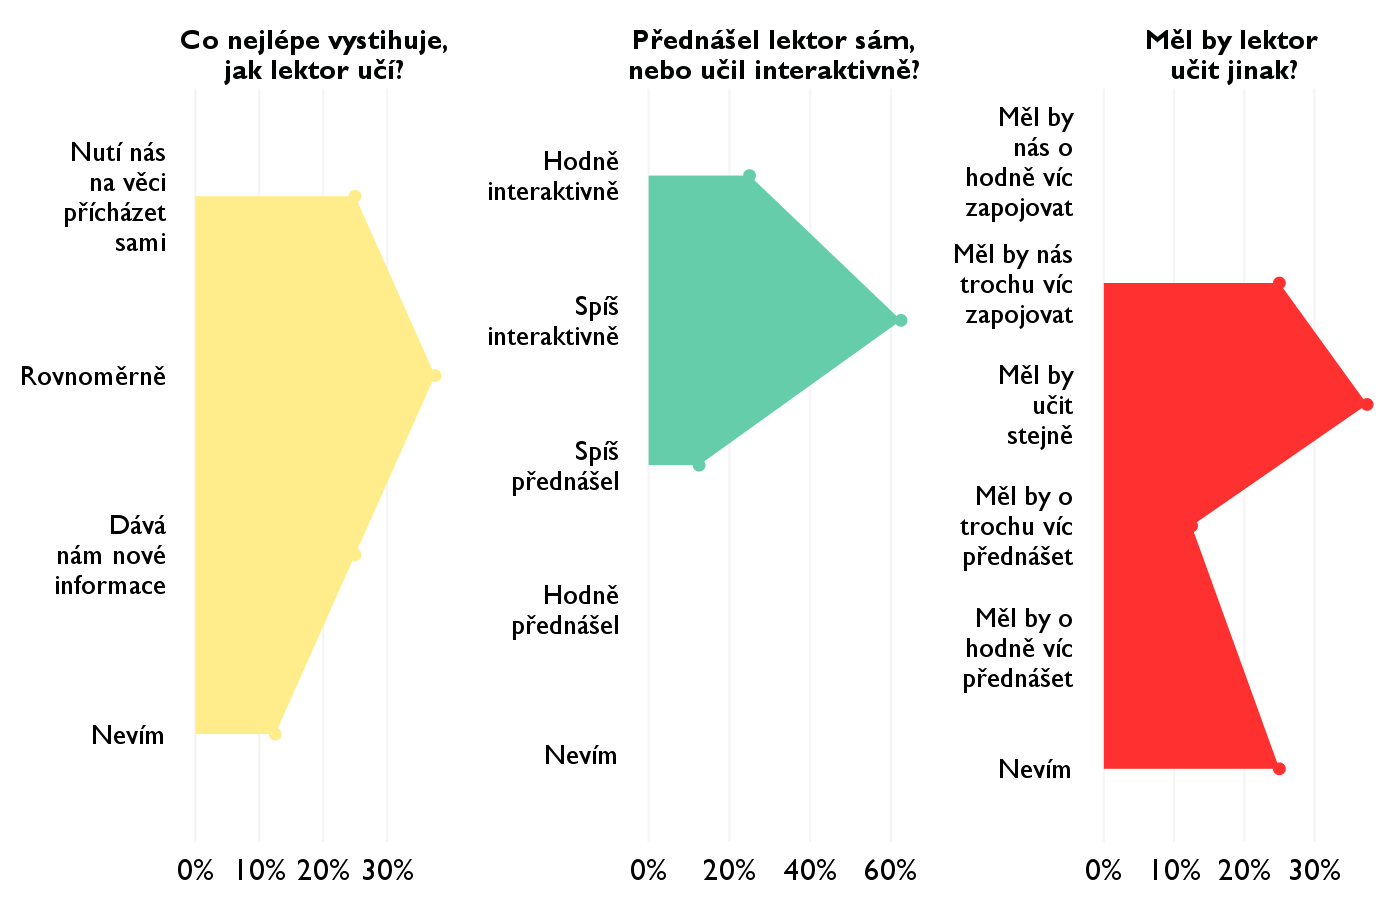 Co nejlépe vystihuje,
jak lektor učí?
Nutí nás
na věci
přícházet
sami
Rovnoměrně
Dává
nám nové
informace
Nevím
0% 10% 20% 30%
Přednášel lektor sám,
nebo učil interaktivně?
Hodně
interaktivně
Spíš
interaktivně
Spíš
přednášel
Hodně
přednášel
Nevím
0% 20% 40% 60%
Měl by lektor
učit jinak?
Měl by
nás o
hodně víc
zapojovat
Měl by nás
trochu víc
zapojovat
Měl by
učit
stejně
Měl by o
trochu víc
přednášet
Měl by o
hodně víc
přednášet
Nevím
0% 10% 20% 30%